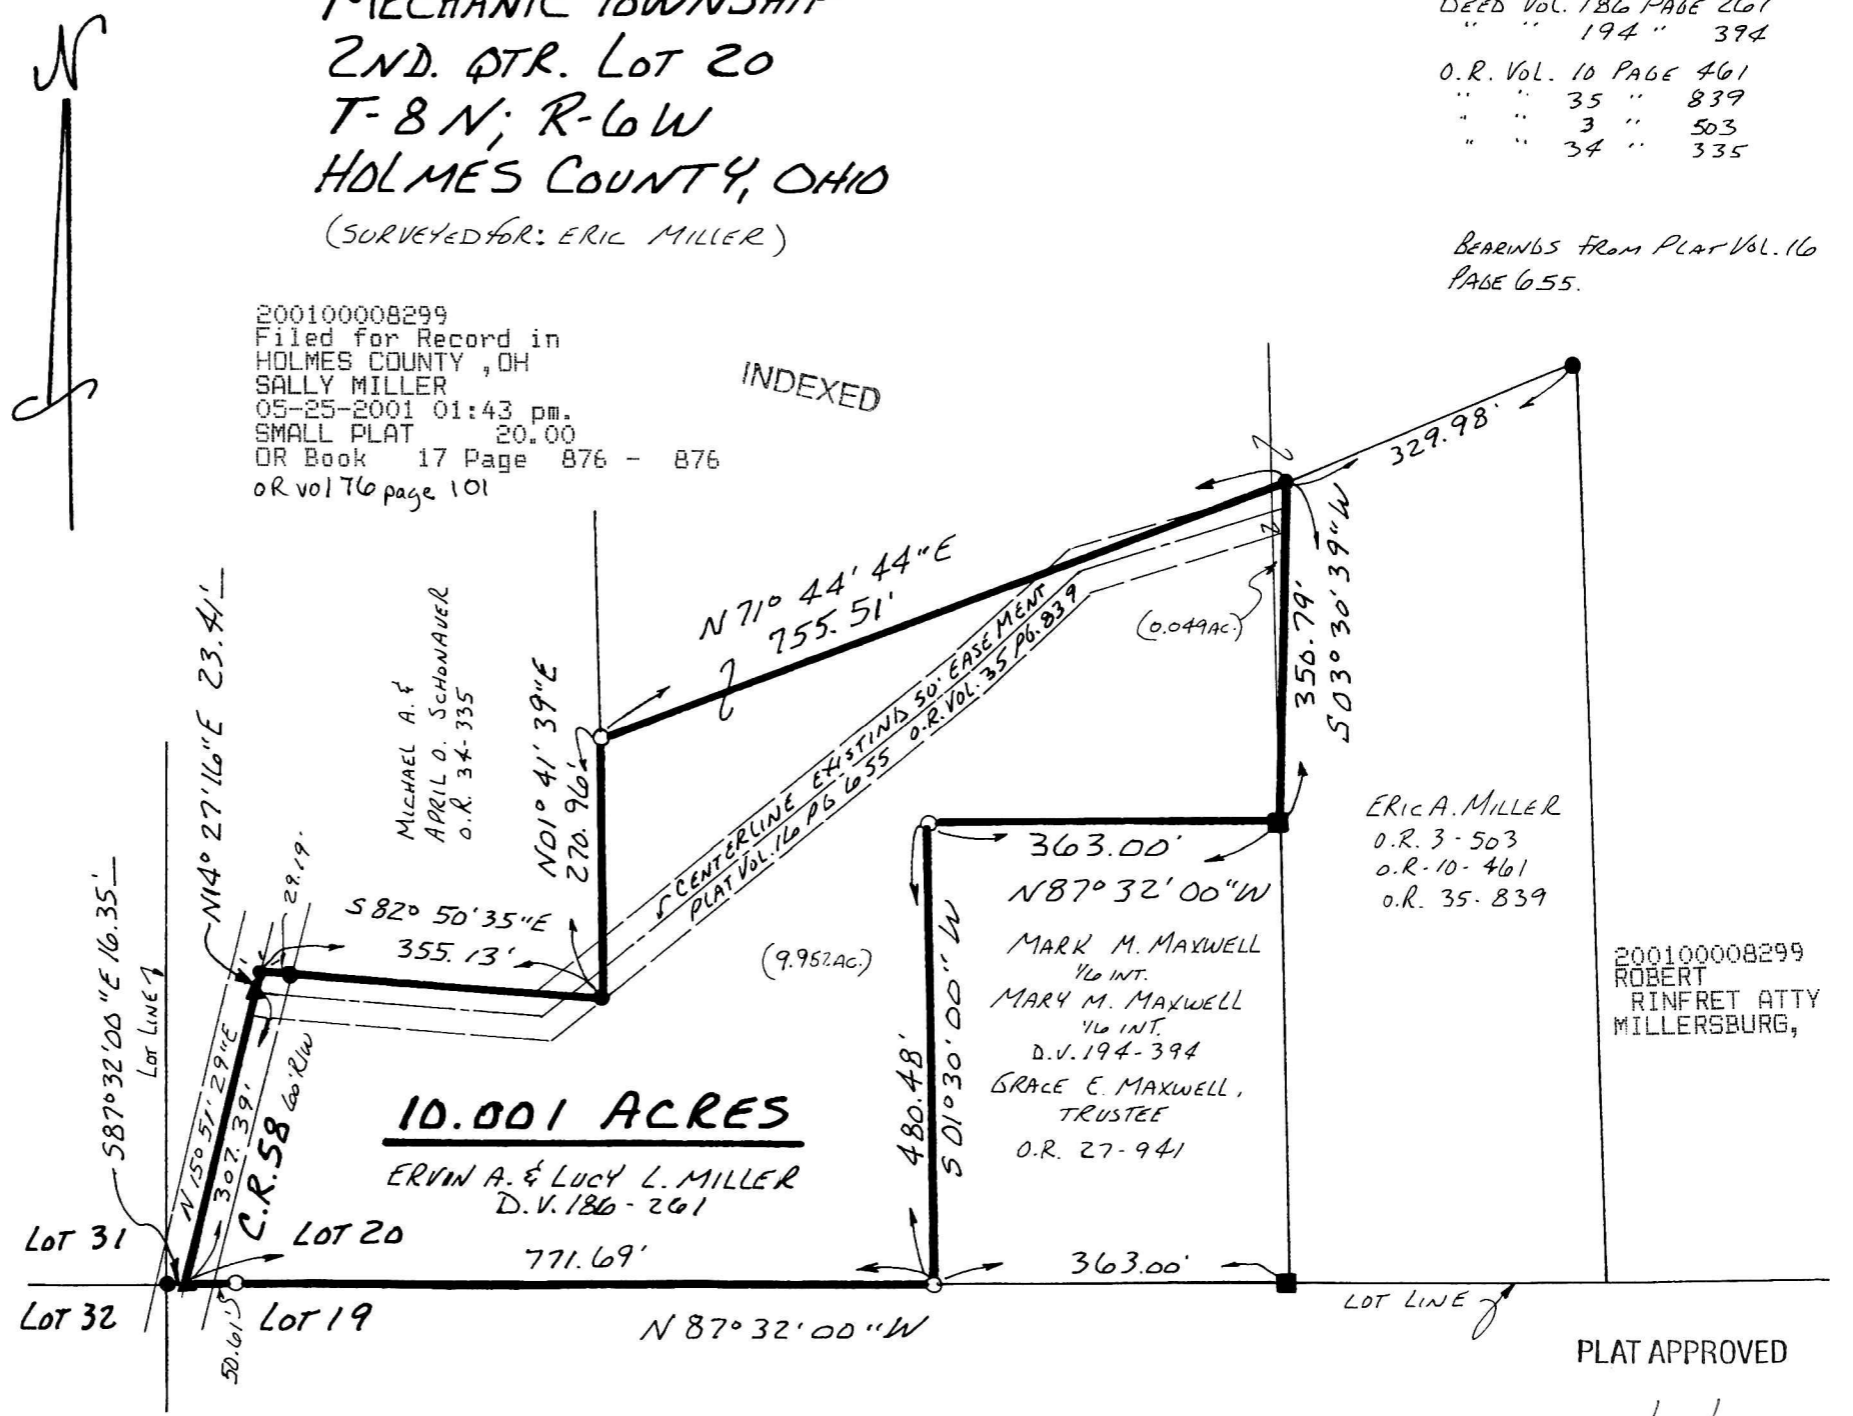 N
MECHANIC TOWNSHIP
2ND. QTR. LOT 20
T-8N; R-6W
HOLMES COUNTY, OHIO
(SURVEYED FOR: ERIC MILLER)
DEED VOL. 186 PAGE 261
" " 194 " 394
O.R. VOL. 10 PAGE 461
" " 35 " 839
" " 3 " 503
" " 34 " 335
BEARINGS FROM PLAT VOL. 16
PAGE 655.
200100008299
Filed for Record in
HOLMES COUNTY ,OH
SALLY MILLER
05-25-2001 01:43 pm.
SMALL PLAT 20.00
OR Book 17 Page 876 - 876
OR vol 76 page 101
INDEXED
329.98'
N 71° 44' 44"E
755.51'
350.79'
S 03° 30' 39" W
(0.049AC.)
N14° 27' 16"E 23.41'
MICHAEL A. &
APRIL D. SCHONAUER
O.R. 34-335
N01° 41' 39"E
270.96'
℄ CENTERLINE EXISTING 50' EASEMENT
PLAT VOL. 16 PG 655 O.R. VOL. 35 PG. 839
S87° 32' 00"E 16.35'
LOT LINE
29.19'
S 82° 50' 35"E
355.13'
(9.952AC.)
363.00'
N87° 32' 00"W
ERIC A. MILLER
O.R. 3-503
O.R-10-461
O.R. 35-839
MARK M. MAXWELL
1/6 INT.
MARY M. MAXWELL
1/6 INT.
D.V. 194-394
GRACE E. MAXWELL,
TRUSTEE
O.R. 27-941
480.48'
S 01° 30' 00" W
200100008299
ROBERT
RINFRET ATTY
MILLERSBURG,
N 15° 51' 29"E
307.39'
C.R. 58 60' R/W
10.001 ACRES
ERVIN A. & LUCY L. MILLER
D.V. 186-261
LOT 31
LOT 20
771.69'
363.00'
LOT 32
50.61'
LOT 19
N 87° 32' 00" W
LOT LINE
PLAT APPROVED